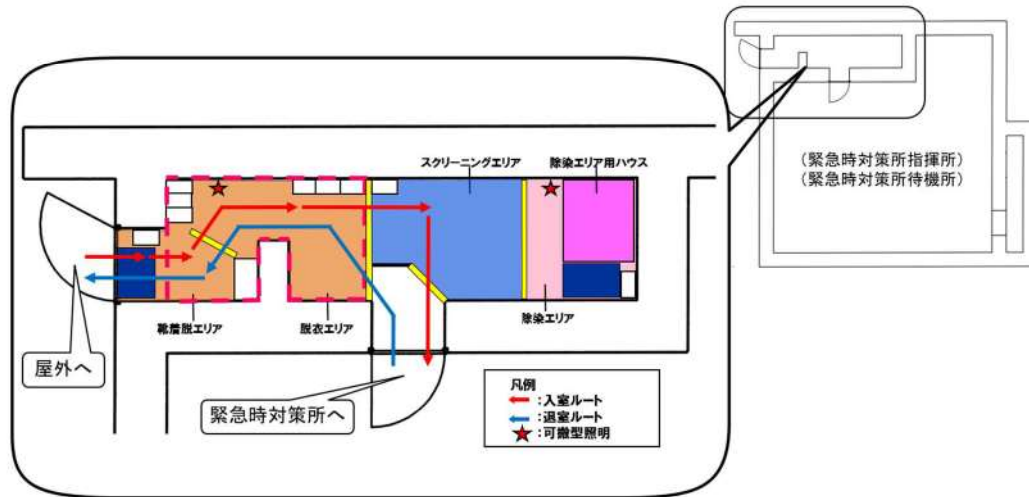 (緊急時対策所指揮所)
(緊急時対策所待機所)
スクリーニングエリア
除染エリア用ハウス
靴着脱エリア
脱衣エリア
除染エリア
屋外へ
緊急時対策所へ
凡例
:入室ルート
:退室ルート
:可搬型照明